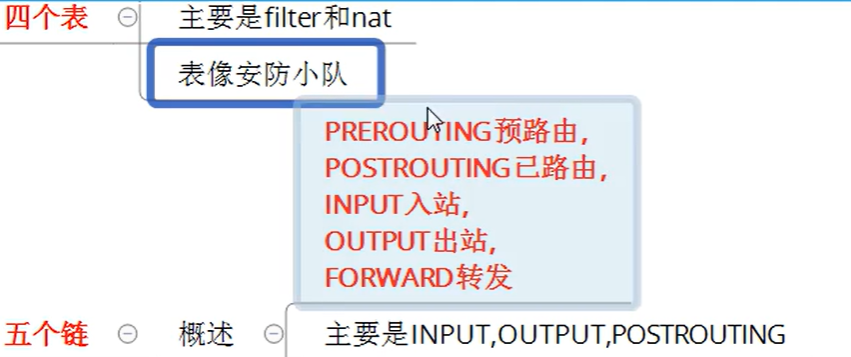 四个表 主要是filter和nat
表像安防小队
PREROUTING预路由,
POSTROUTING已路由,
INPUT入站,
OUTPUT出站,
FORWARD转发
五个链 概述 主要是INPUT,OUTPUT,POSTROUTING